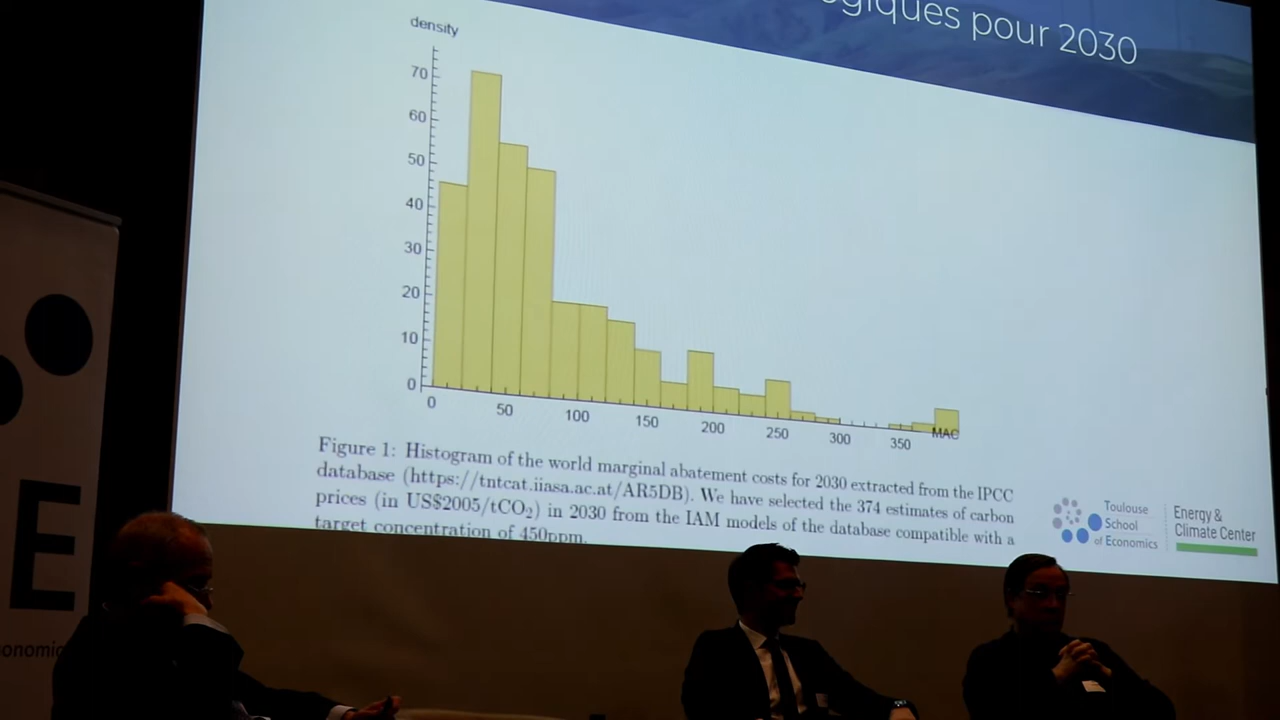 giques pour 2030
density
70
60
50
40
30
20
10
0
0 50 100 150 200 250 300 350 MAC
Figure 1: Histogram of the world marginal abatement costs for 2030 extracted from the IPCC
database (https://tntcat.iiasa.ac.at/AR5DB). We have selected the 374 estimates of carbon
prices (in US$2005/tCO₂) in 2030 from the IAM models of the database compatible with a
target concentration of 450ppm.
Toulouse
School
of Economics
Energy &
Climate Center
E
onomic